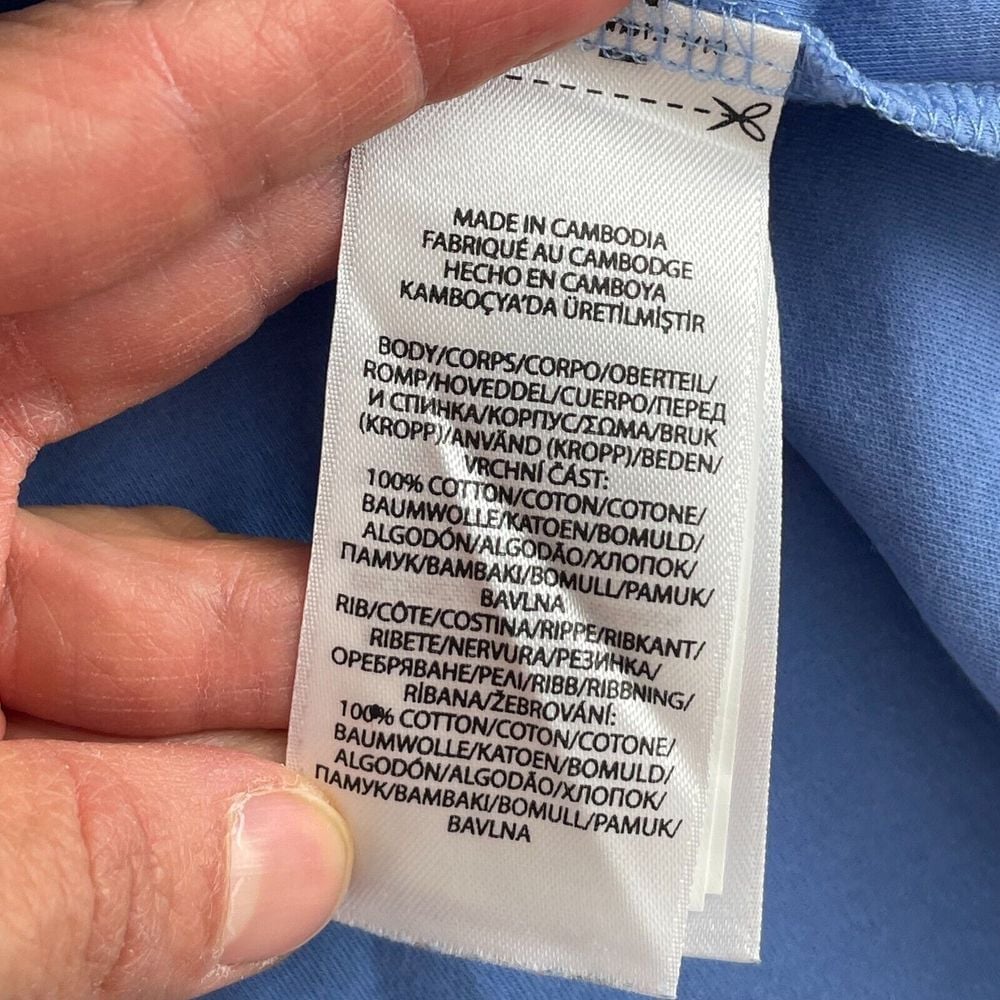 MADE IN CAMBODIA
FABRIQUÉ AU CAMBODGE
HECHO EN CAMBOYA
KAMBOÇYA'DA ÜRETİLMİŞTİR
BODY/CORPS/CORPO/OBERTEIL/
ROMP/HOVEDDEL/CUERPO/ПЕРЕД
И СПИНКА/КОРПУС/ΣΩΜΑ/BRUK
(KROPP)/ANVÄND (KROPP)/BEDEN/
VRCHNÍ ČÁST:
100% COTTON/COTON/COTONE/
BAUMWOLLE/KATOEN/BOMULD/
ALGODÓN/ALGODÃO/ХЛОПОК/
ПАМУК/ΒΑΜΒΑΚΙ/BOMULL/PAMUK/
BAVLNA
RIB/CÔTE/COSTINA/RIPPE/RIBKANT/
RIBETE/NERVURA/РЕЗИНКА/
ОРЕБРЯВАНЕ/ΡΕΛΙ/RIBB/RIBBNING/
RİBANA/ŽEBROVÁNÍ:
100% COTTON/COTON/COTONE/
BAUMWOLLE/KATOEN/BOMULD/
ALGODÓN/ALGODÃO/ХЛОПОК/
ПАМУК/ΒΑΜΒΑΚΙ/BOMULL/PAMUK/
BAVLNA